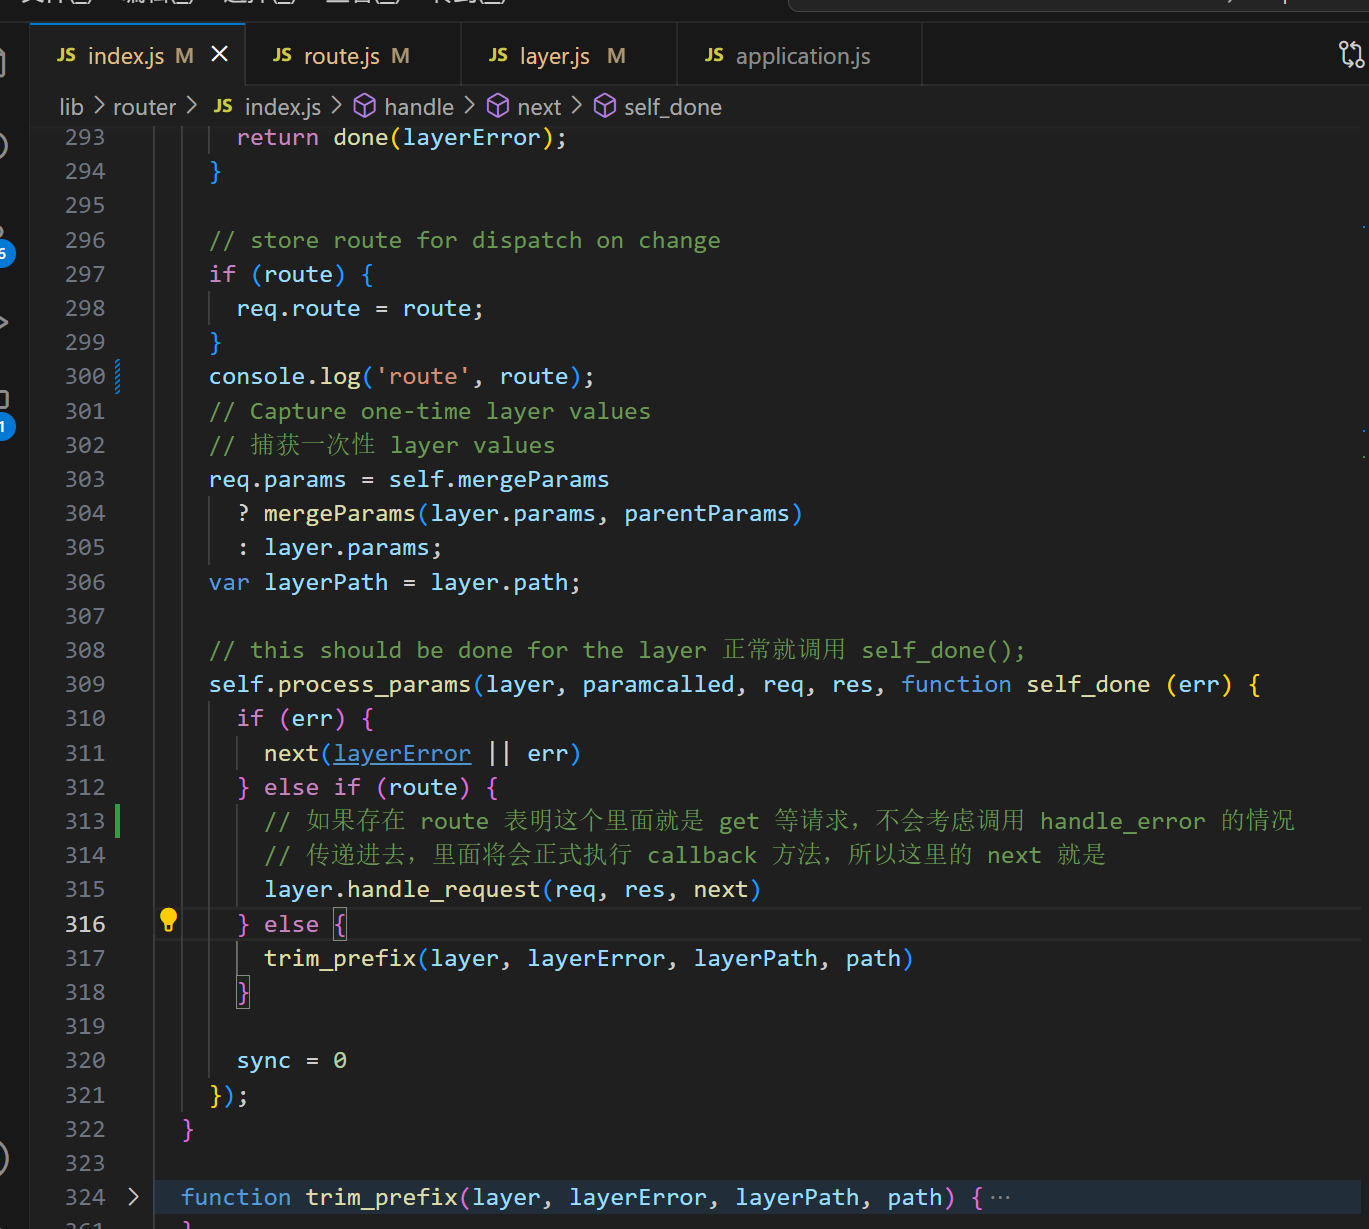 JS index.js M × JS route.js M JS layer.js M JS application.js
lib > router > JS index.js > handle > next > self_done
293 return done(layerError);
294 }
295
296 // store route for dispatch on change
297 if (route) {
298 req.route = route;
299 }
300 console.log('route', route);
301 // Capture one-time layer values
302 // 捕获一次性 layer values
303 req.params = self.mergeParams
304 ? mergeParams(layer.params, parentParams)
305 : layer.params;
306 var layerPath = layer.path;
307
308 // this should be done for the layer 正常就调用 self_done();
309 self.process_params(layer, paramcalled, req, res, function self_done (err) {
310 if (err) {
311 next(layerError || err)
312 } else if (route) {
313 // 如果存在 route 表明这个里面就是 get 等请求，不会考虑调用 handle_error 的情况
314 // 传递进去，里面将会正式执行 callback 方法，所以这里的 next 就是
315 layer.handle_request(req, res, next)
316 } else {
317 trim_prefix(layer, layerError, layerPath, path)
318 }
319
320 sync = 0
321 });
322 }
323
324 > function trim_prefix(layer, layerError, layerPath, path) { ···